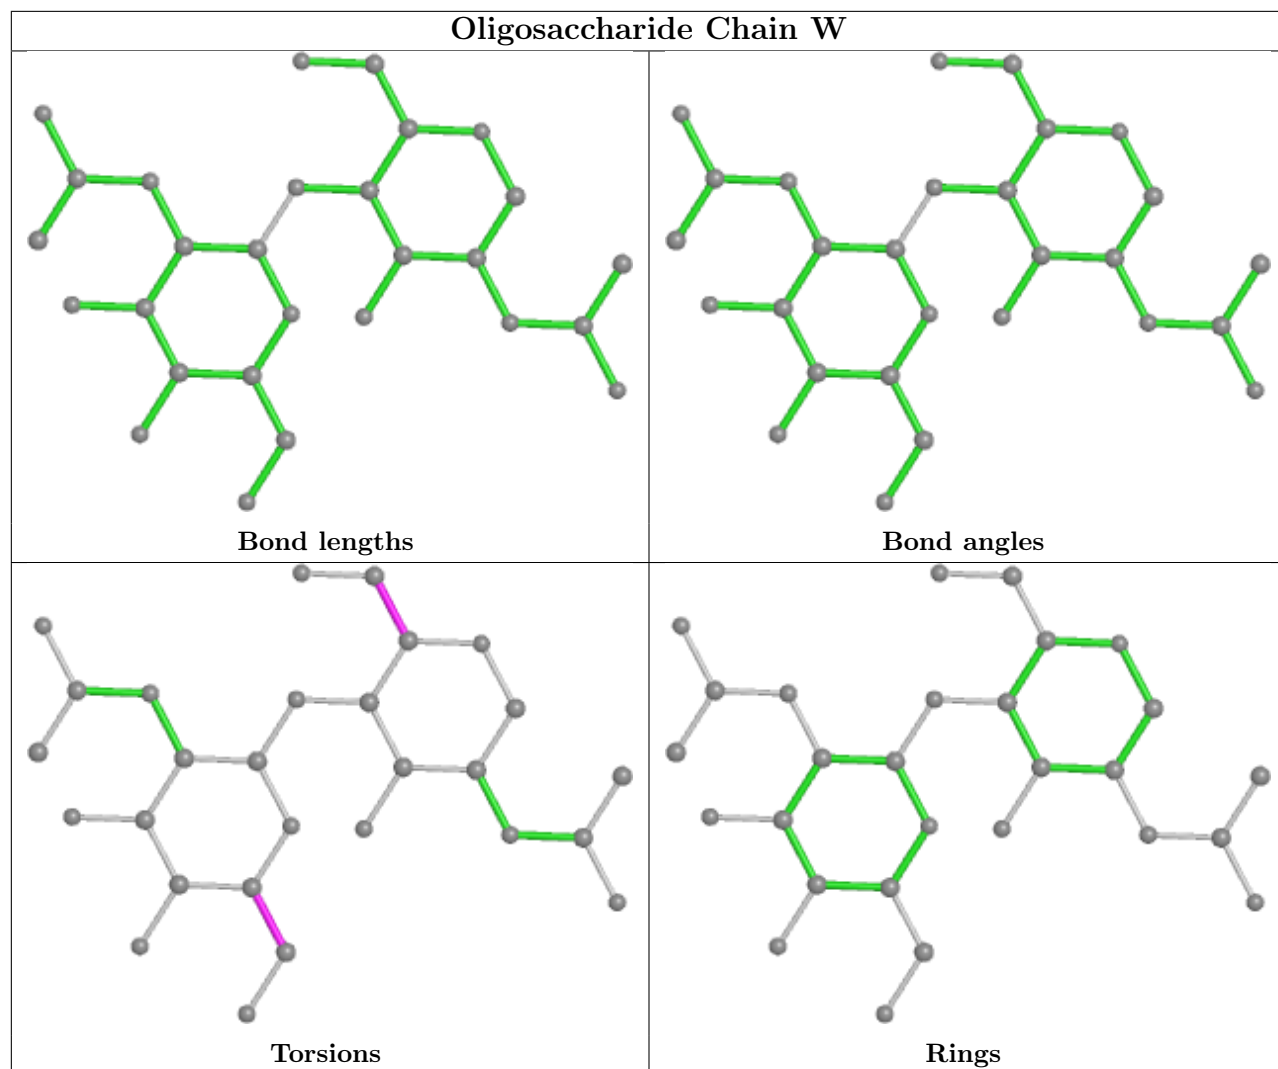 Oligosaccharide Chain W
Bond lengths
Bond angles
Torsions
Rings